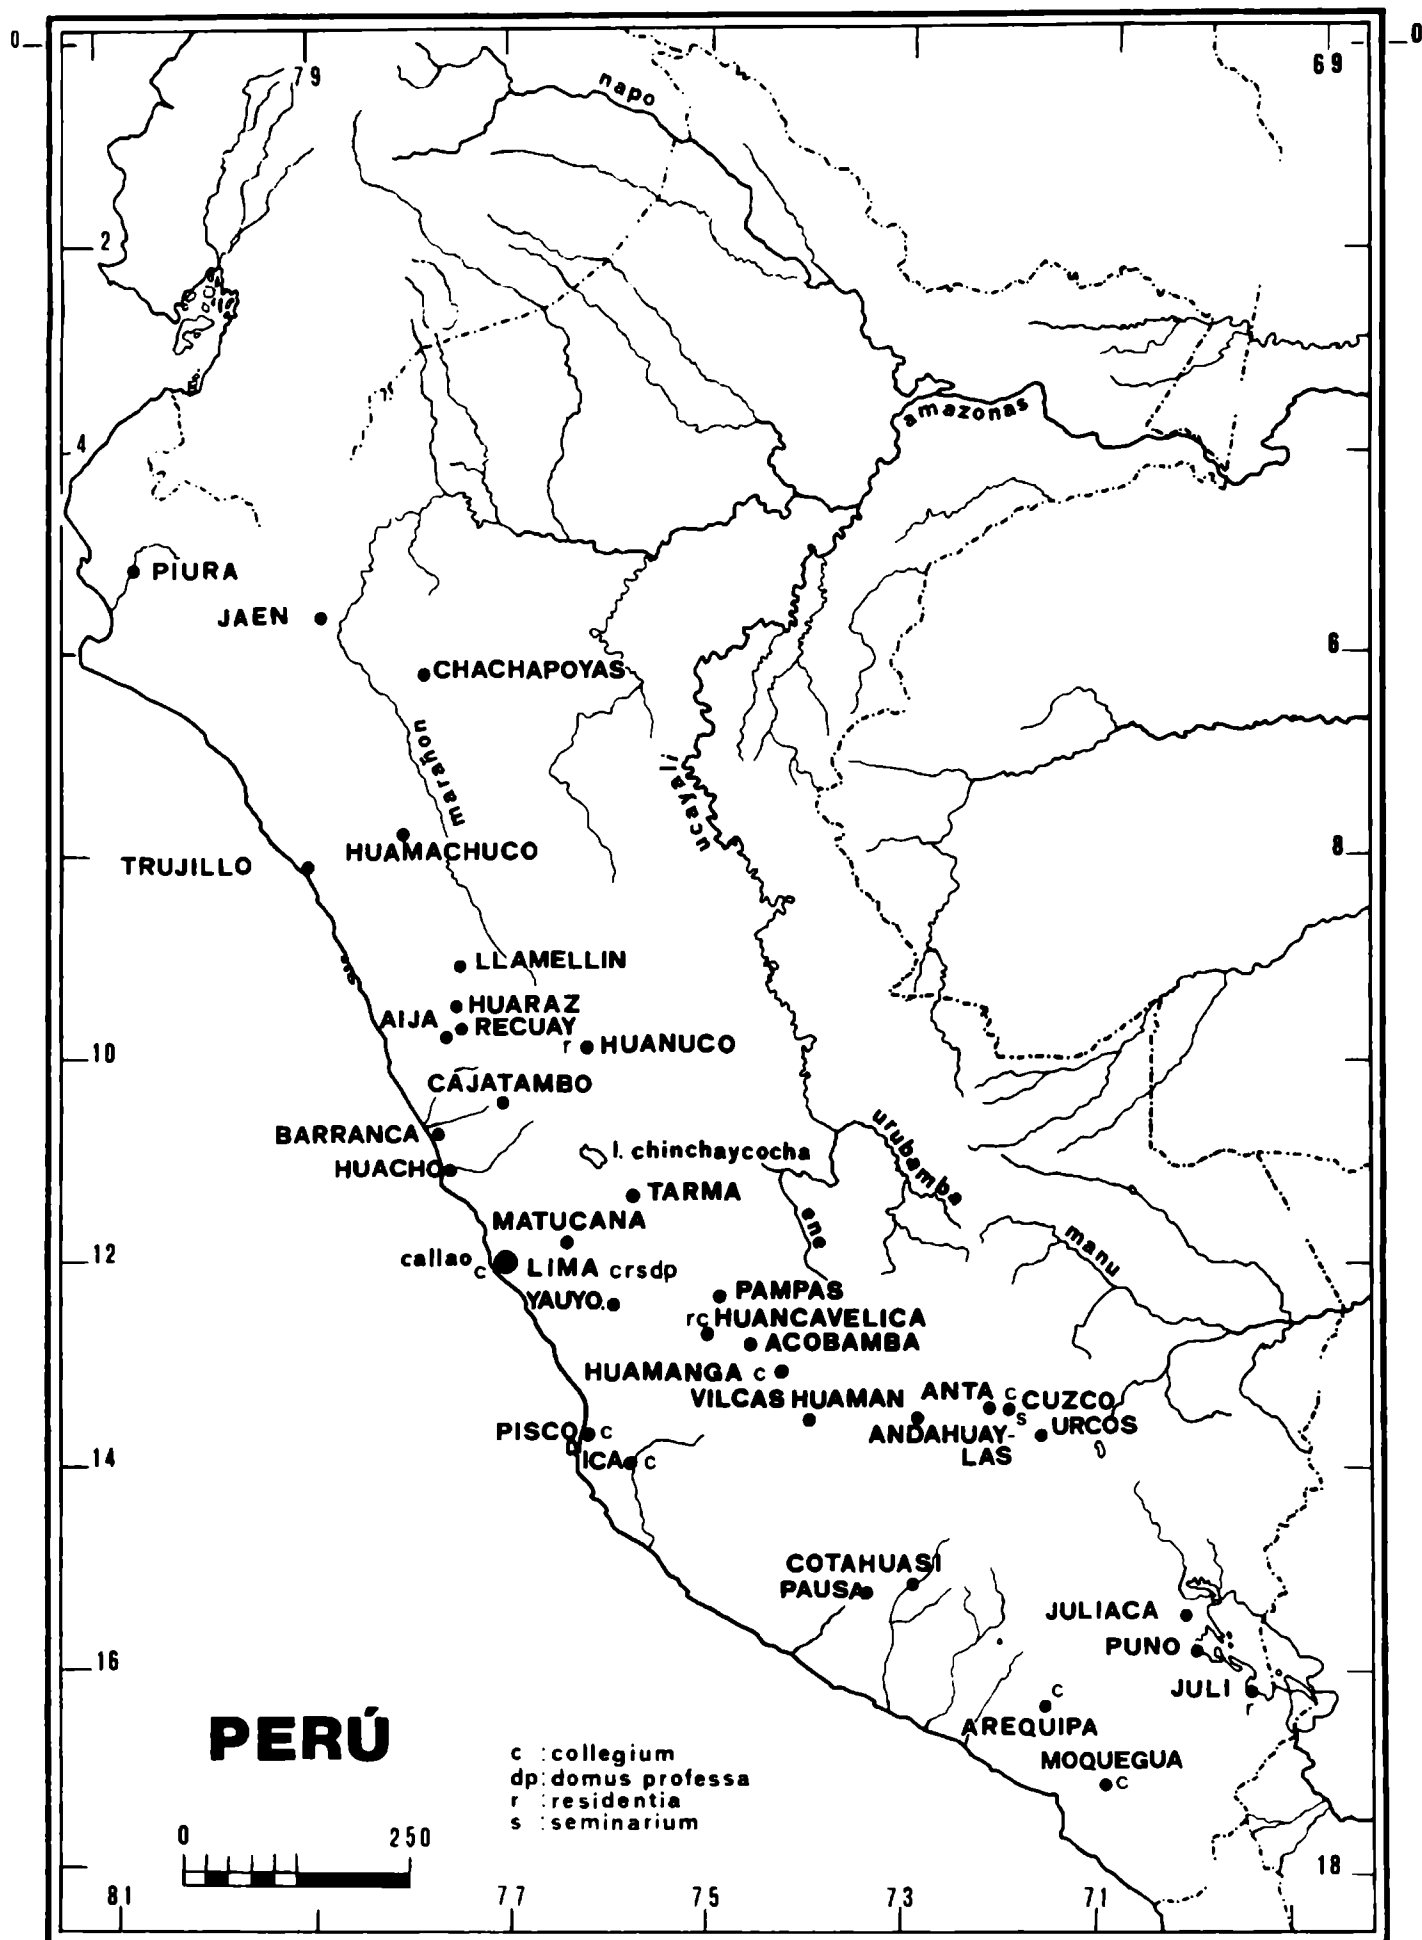 0
0
79
69
napo
2
amazonas
4
PIURA
JAEN
6
CHACHAPOYAS
marañon
ucayali
HUAMACHUCO
8
TRUJILLO
LLAMELLIN
HUARAZ
AIJA
RECUAY
r HUANUCO
10
CAJATAMBO
BARRANCA
urubamba
l. chinchaycocha
HUACHO
TARMA
ene
MATUCANA
manu
12
callao c
LIMA crsdp
YAUYO.
PAMPAS
rc HUANCAVELICA
ACOBAMBA
HUAMANGA c
VILCAS HUAMAN
ANTA c
CUZCO
s
URCOS
ANDAHUAY-
LAS
PISCO c
ICA c
14
COTAHUASI
PAUSA
JULIACA
PUNO
16
JULI
r
c
AREQUIPA
MOQUEGUA
c
PERÚ
c : collegium
dp: domus professa
r : residentia
s : seminarium
0 250
18
81
77
75
73
71